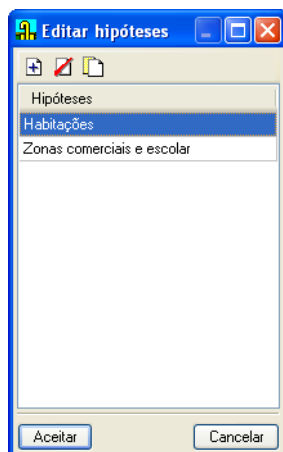 Editar hipóteses
Hipóteses
Habitações
Zonas comerciais e escolar
Aceitar
Cancelar